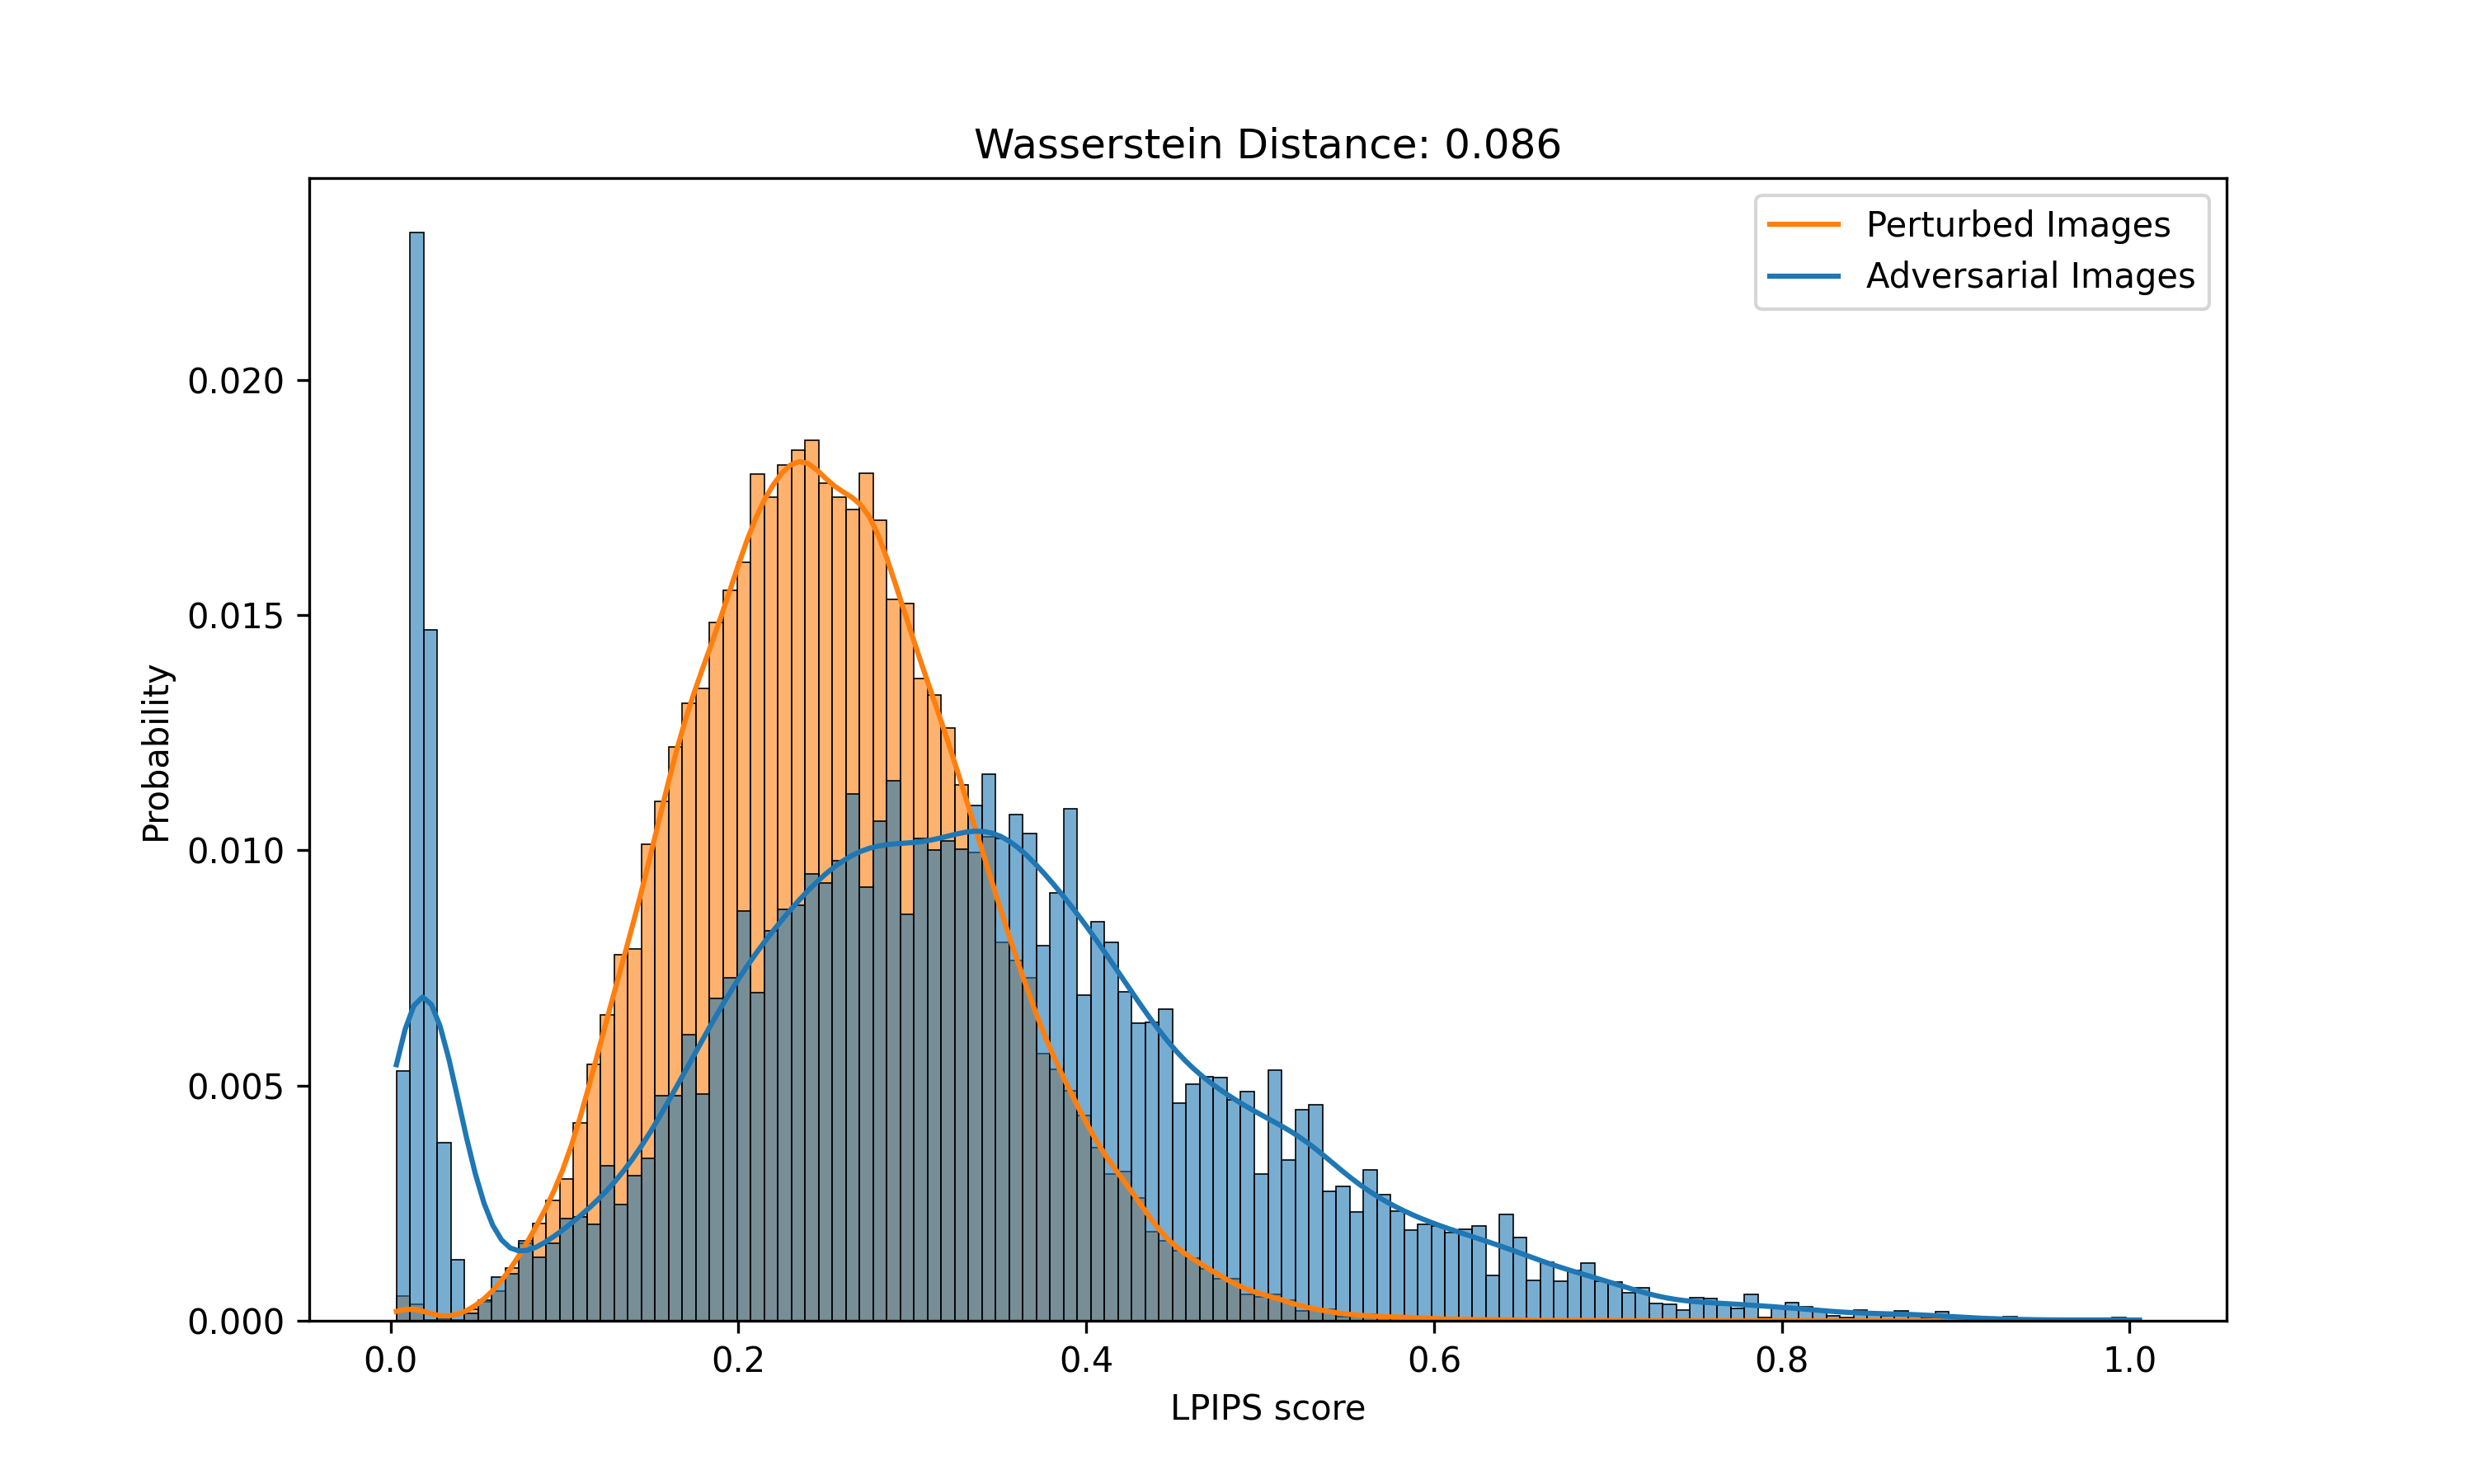 Wasserstein Distance: 0.086
Perturbed Images
Adversarial Images
0.020
0.015
0.010
0.005
0.000
Probability
0.0 0.2 0.4 0.6 0.8 1.0
LPIPS score